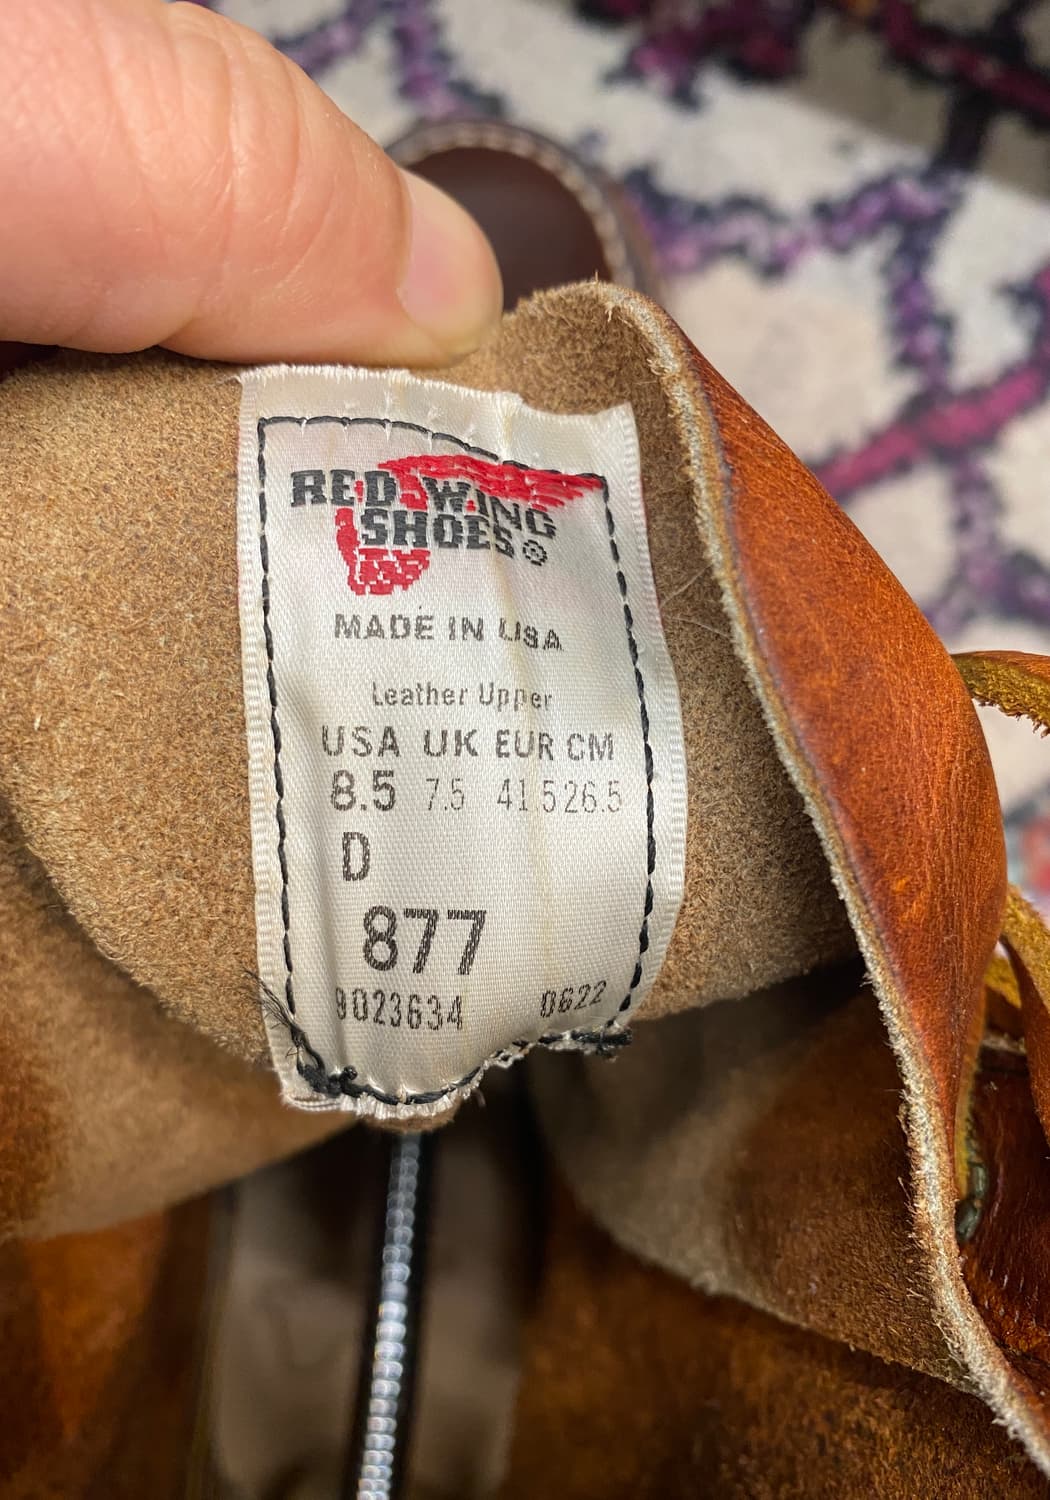 RED WING
SHOES®
MADE IN USA
Leather Upper
USA UK EUR CM
8.5 7.5 41.5 26.5
D
877
9023634 0622